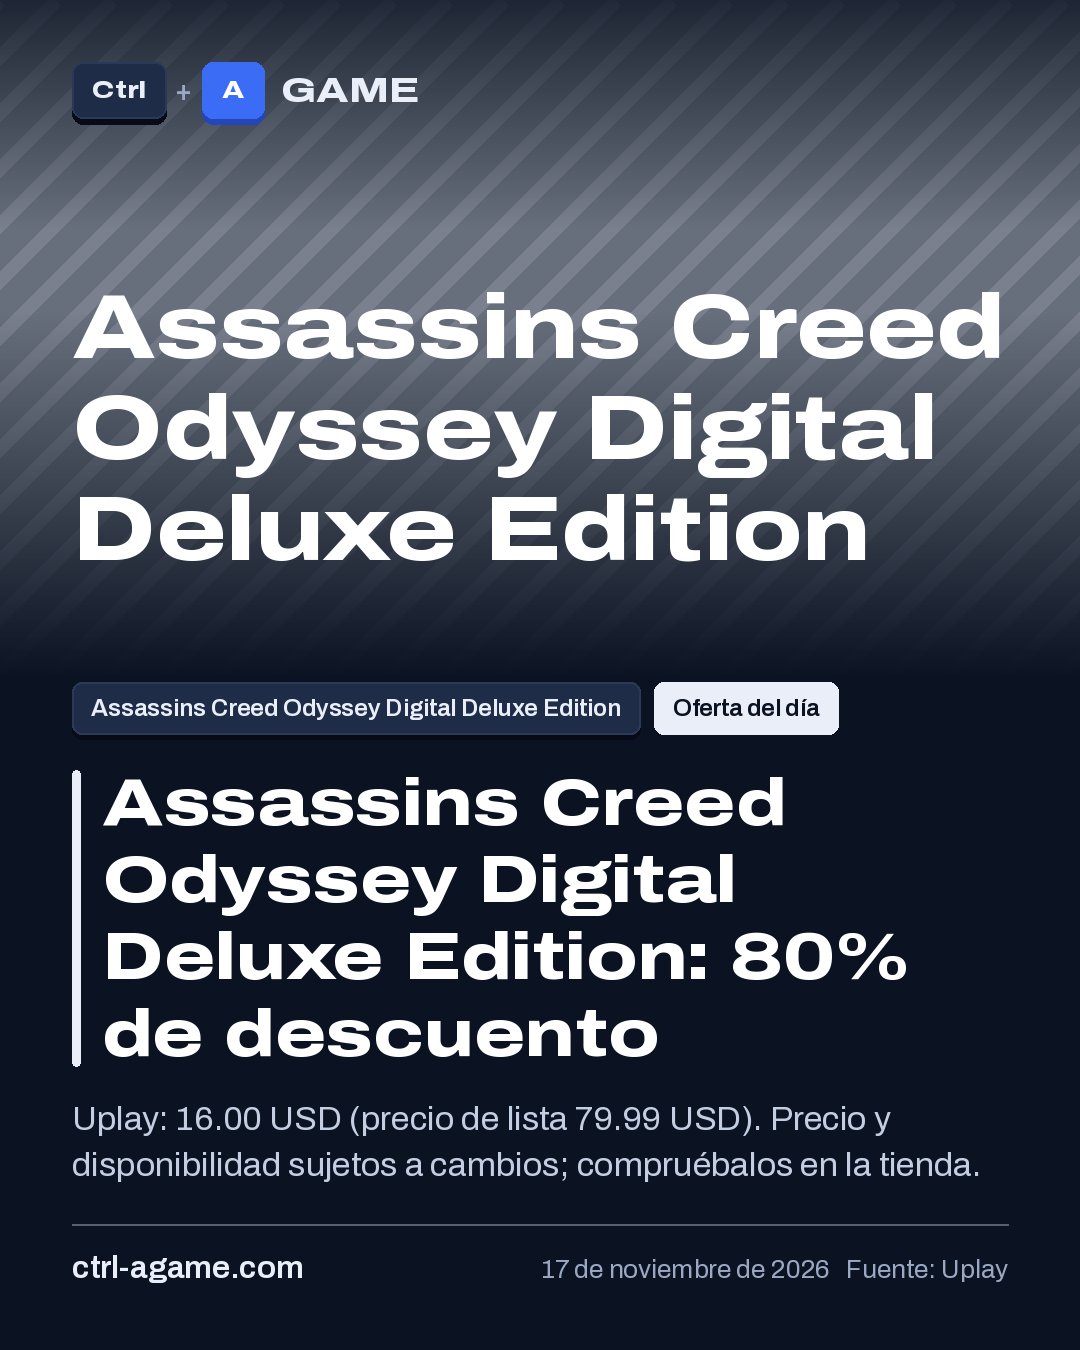 Ctrl + A GAME
Assassins Creed
Odyssey Digital
Deluxe Edition
Assassins Creed Odyssey Digital Deluxe Edition
Oferta del día
Assassins Creed
Odyssey Digital
Deluxe Edition: 80%
de descuento
Uplay: 16.00 USD (precio de lista 79.99 USD). Precio y
disponibilidad sujetos a cambios; compruébalos en la tienda.
ctrl-agame.com
17 de noviembre de 2026 Fuente: Uplay